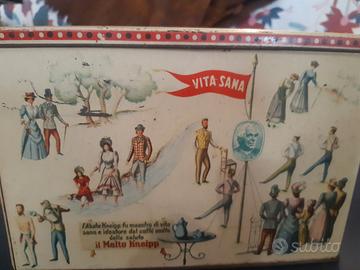 VITA SANA
l'Abate Kneipp fu maestro di vita
sana e ideatore del caffè malto
della salute
il Malto Kneipp
subito